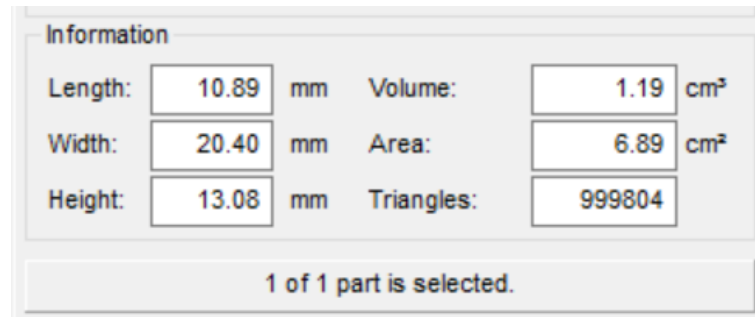 Information
Length: 10.89 mm Volume: 1.19 cm³
Width: 20.40 mm Area: 6.89 cm²
Height: 13.08 mm Triangles: 999804
1 of 1 part is selected.